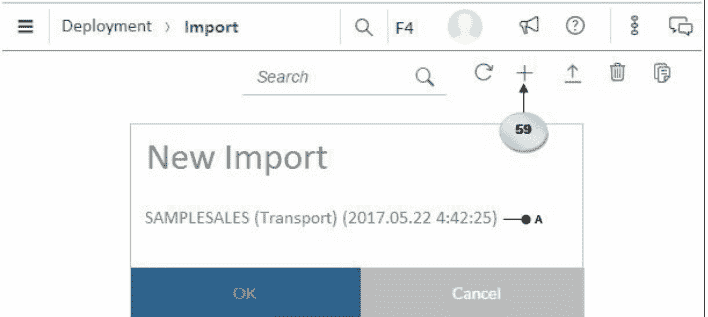 Deployment > Import F4
Search
59
New Import
SAMPLESALES (Transport) (2017.05.22 4:42:25) A
OK Cancel